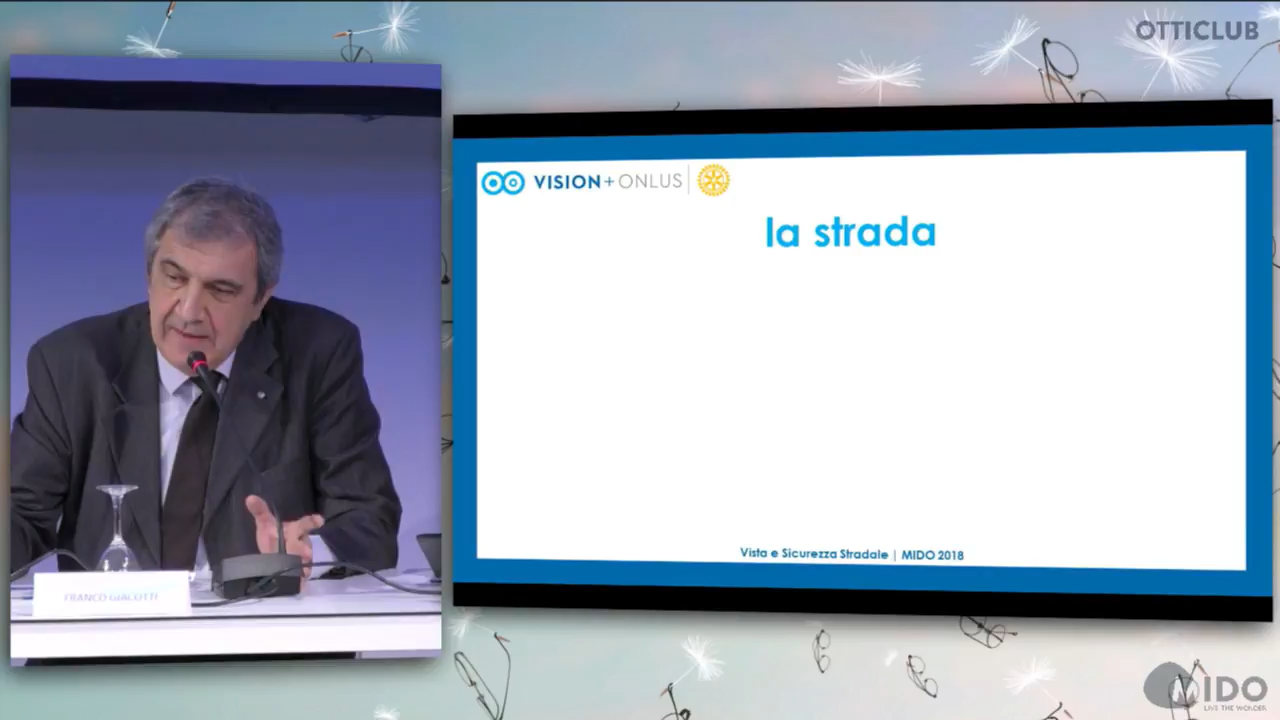 OTTICLUB
VISION+ONLUS
la strada
Vista e Sicurezza Stradale | MIDO 2018
FRANCO GIACOTTI
MIDO
LIVE THE WONDER